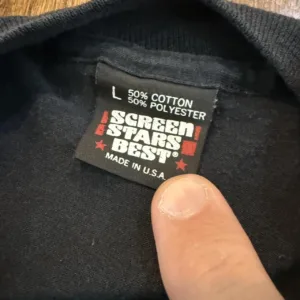 L 50% COTTON
50% POLYESTER
SCREEN
STARS
BEST®
MADE IN U.S.A.